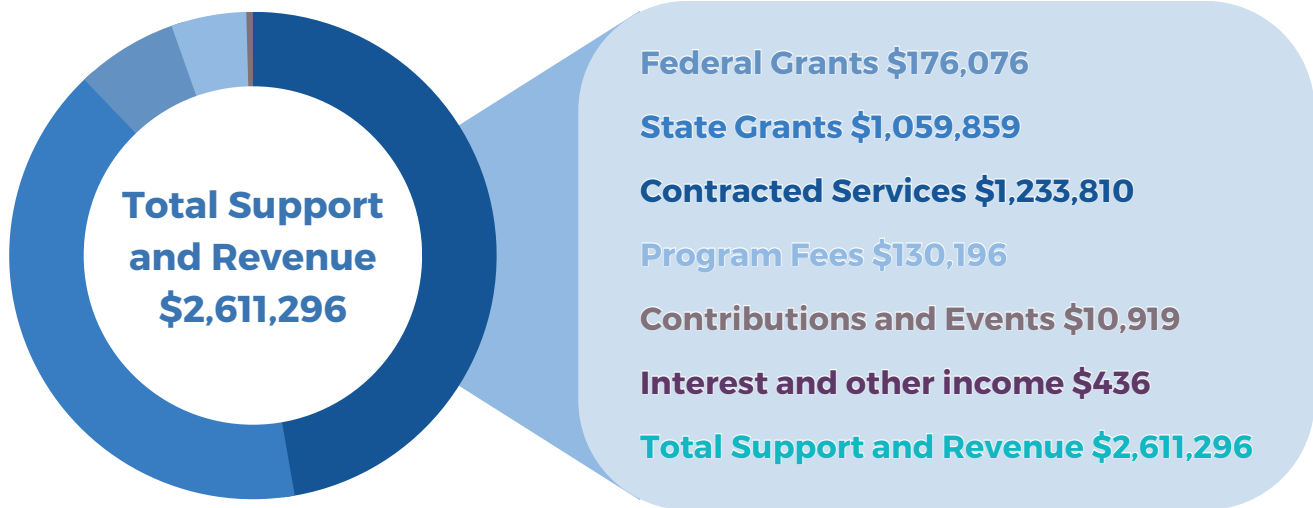 Total Support
and Revenue
$2,611,296
Federal Grants $176,076
State Grants $1,059,859
Contracted Services $1,233,810
Program Fees $130,196
Contributions and Events $10,919
Interest and other income $436
Total Support and Revenue $2,611,296